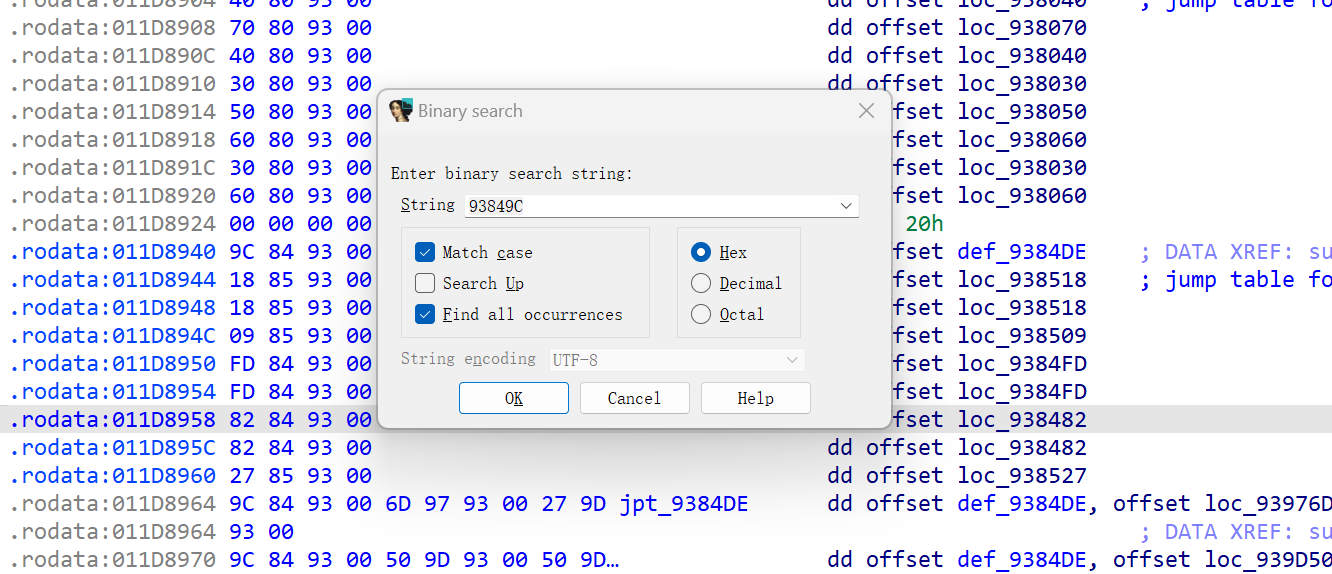 .rodata:011D8904 40 80 93 00 dd offset loc_938040 ; jump table fo
.rodata:011D8908 70 80 93 00 dd offset loc_938070
.rodata:011D890C 40 80 93 00 dd offset loc_938040
.rodata:011D8910 30 80 93 00 dd offset loc_938030
.rodata:011D8914 50 80 93 00 ffset loc_938050
.rodata:011D8918 60 80 93 00 ffset loc_938060
.rodata:011D891C 30 80 93 00 ffset loc_938030
.rodata:011D8920 60 80 93 00 ffset loc_938060
.rodata:011D8924 00 00 00 00 20h
.rodata:011D8940 9C 84 93 00 ffset def_9384DE ; DATA XREF: su
.rodata:011D8944 18 85 93 00 ffset loc_938518 ; jump table fo
.rodata:011D8948 18 85 93 00 ffset loc_938518
.rodata:011D894C 09 85 93 00 ffset loc_938509
.rodata:011D8950 FD 84 93 00 ffset loc_9384FD
.rodata:011D8954 FD 84 93 00 ffset loc_9384FD
.rodata:011D8958 82 84 93 00 ffset loc_938482
.rodata:011D895C 82 84 93 00 dd offset loc_938482
.rodata:011D8960 27 85 93 00 dd offset loc_938527
.rodata:011D8964 9C 84 93 00 6D 97 93 00 27 9D jpt_9384DE dd offset def_9384DE, offset loc_93976D
.rodata:011D8964 93 00 ; DATA XREF: su
.rodata:011D8970 9C 84 93 00 50 9D 93 00 50 9D… dd offset def_9384DE, offset loc_939D50
Binary search
Enter binary search string:
String 93849C
Match case
Search Up
Find all occurrences
Hex
Decimal
Octal
String encoding UTF-8
OK Cancel Help